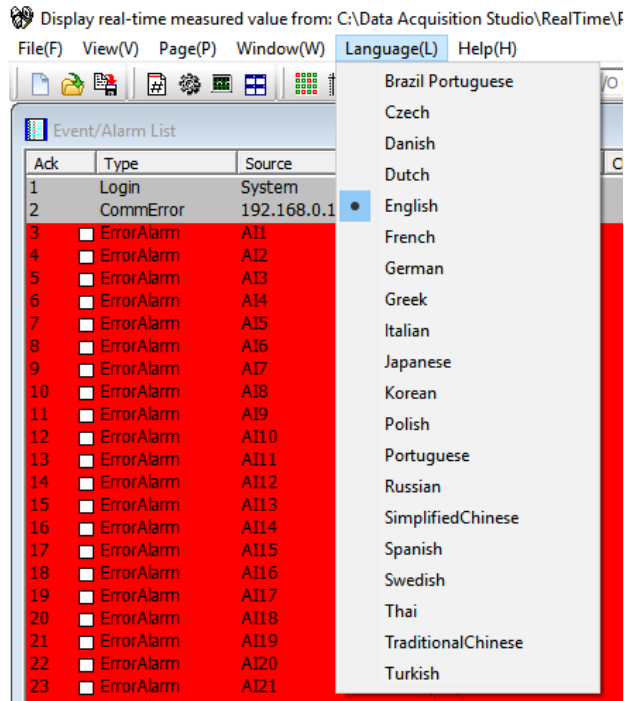 Display real-time measured value from: C:\Data Acquisition Studio\RealTime\
File(F) View(V) Page(P) Window(W) Language(L) Help(H)
Event/Alarm List
Ack Type Source
1 Login System
2 CommError 192.168.0.1
3 ErrorAlarm AI1
4 ErrorAlarm AI2
5 ErrorAlarm AI3
6 ErrorAlarm AI4
7 ErrorAlarm AI5
8 ErrorAlarm AI6
9 ErrorAlarm AI7
10 ErrorAlarm AI8
11 ErrorAlarm AI9
12 ErrorAlarm AI10
13 ErrorAlarm AI11
14 ErrorAlarm AI12
15 ErrorAlarm AI13
16 ErrorAlarm AI14
17 ErrorAlarm AI15
18 ErrorAlarm AI16
19 ErrorAlarm AI17
20 ErrorAlarm AI18
21 ErrorAlarm AI19
22 ErrorAlarm AI20
23 ErrorAlarm AI21
Brazil Portuguese
Czech
Danish
Dutch
English
French
German
Greek
Italian
Japanese
Korean
Polish
Portuguese
Russian
SimplifiedChinese
Spanish
Swedish
Thai
TraditionalChinese
Turkish